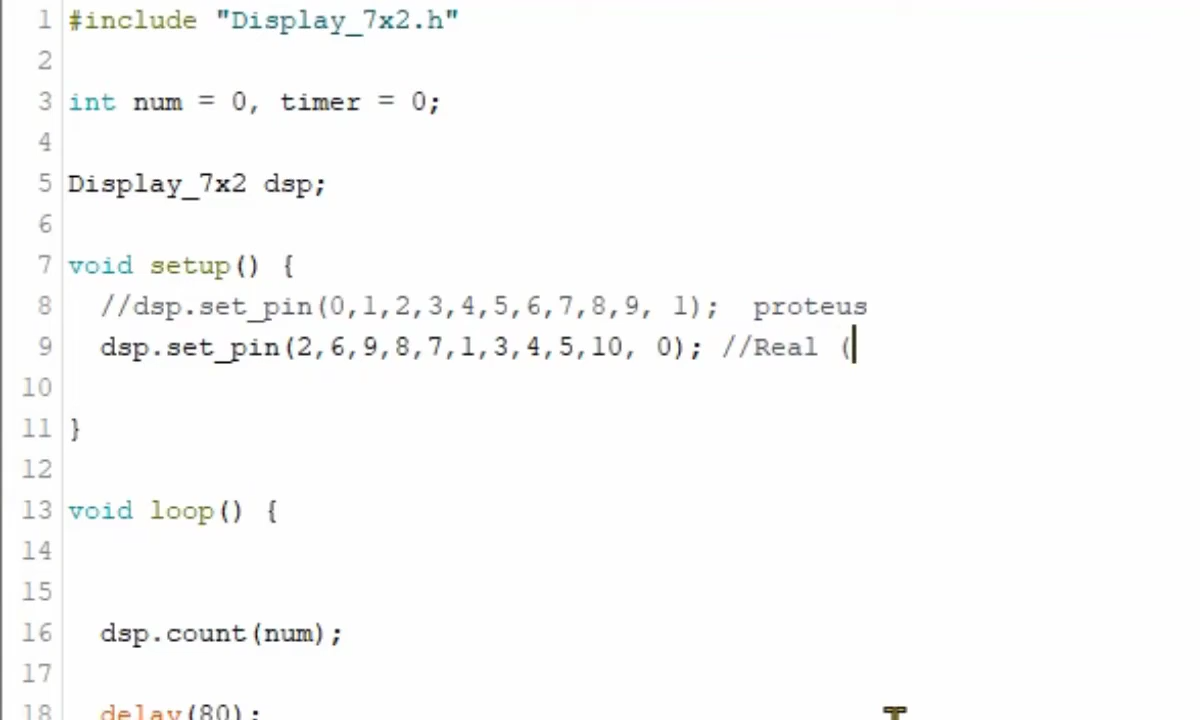 1 #include "Display_7x2.h"
2
3 int num = 0, timer = 0;
4
5 Display_7x2 dsp;
6
7 void setup() {
8 //dsp.set_pin(0,1,2,3,4,5,6,7,8,9, 1);  proteus
9 dsp.set_pin(2,6,9,8,7,1,3,4,5,10, 0); //Real (
10
11 }
12
13 void loop() {
14
15
16 dsp.count(num);
17
18 delay(80);